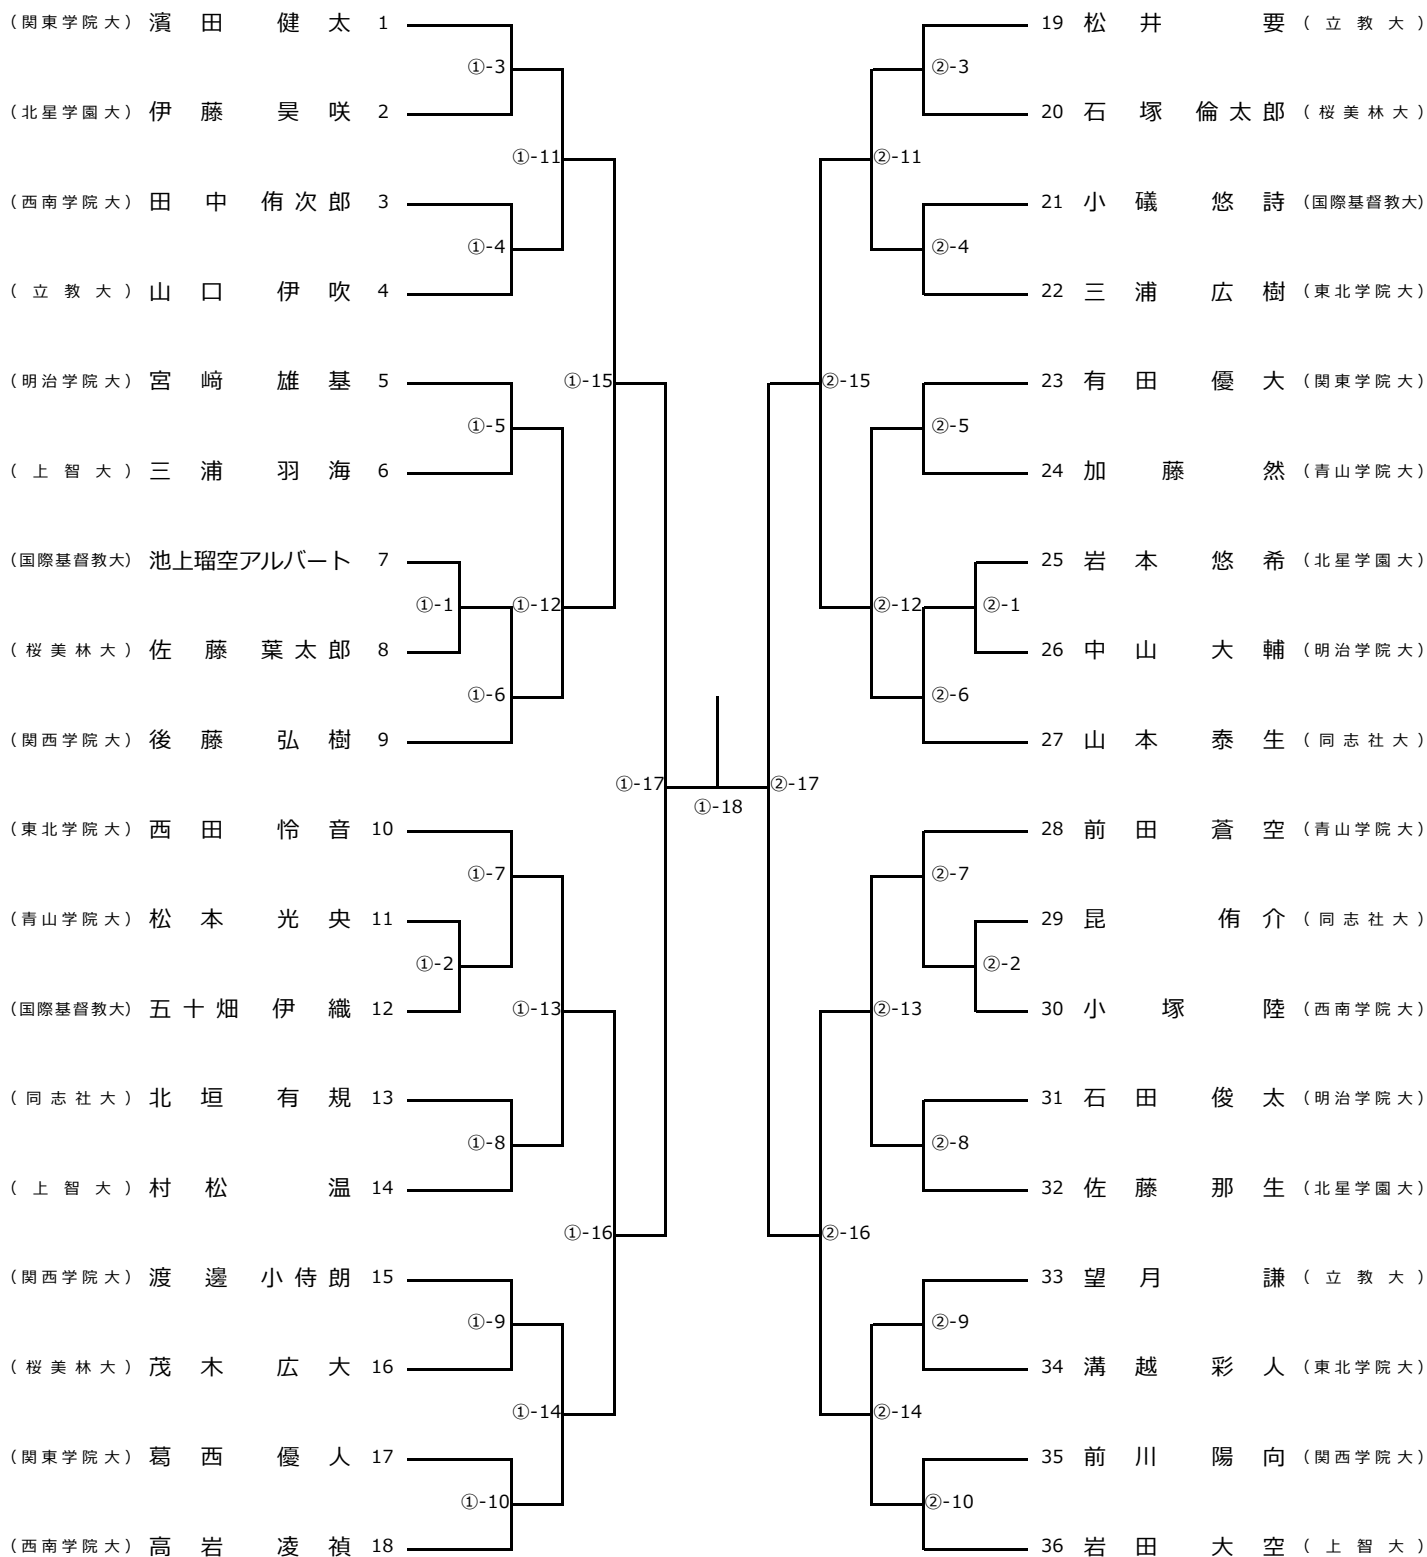 (関東学院大) 濱田 健太 1
①-3
(北星学園大) 伊藤 昊咲 2
①-11
(西南学院大) 田中 侑次郎 3
①-4
(立教大) 山口 伊吹 4
①-15
(明治学院大) 宮﨑 雄基 5
①-5
(上智大) 三浦 羽海 6
(国際基督教大) 池上瑠空アルバート 7
①-1
①-12
(桜美林大) 佐藤 葉太郎 8
①-6
(関西学院大) 後藤 弘樹 9
①-17
(東北学院大) 西田 怜音 10
①-7
(青山学院大) 松本 光央 11
①-2
(国際基督教大) 五十畑 伊織 12
①-13
(同志社大) 北垣 有規 13
①-8
(上智大) 村松 温 14
①-16
(関西学院大) 渡邊 小侍朗 15
①-9
(桜美林大) 茂木 広大 16
①-14
(関東学院大) 葛西 優人 17
①-10
(西南学院大) 高岩 凌禎 18
①-18
19 松井 要 (立教大)
②-3
20 石塚 倫太郎 (桜美林大)
②-11
21 小礒 悠詩 (国際基督教大)
②-4
22 三浦 広樹 (東北学院大)
②-15
23 有田 優大 (関東学院大)
②-5
24 加藤 然 (青山学院大)
25 岩本 悠希 (北星学園大)
②-12
②-1
26 中山 大輔 (明治学院大)
②-6
27 山本 泰生 (同志社大)
②-17
28 前田 蒼空 (青山学院大)
②-7
29 昆 侑介 (同志社大)
②-2
30 小塚 陸 (西南学院大)
②-13
31 石田 俊太 (明治学院大)
②-8
32 佐藤 那生 (北星学園大)
②-16
33 望月 謙 (立教大)
②-9
34 溝越 彩人 (東北学院大)
②-14
35 前川 陽向 (関西学院大)
②-10
36 岩田 大空 (上智大)